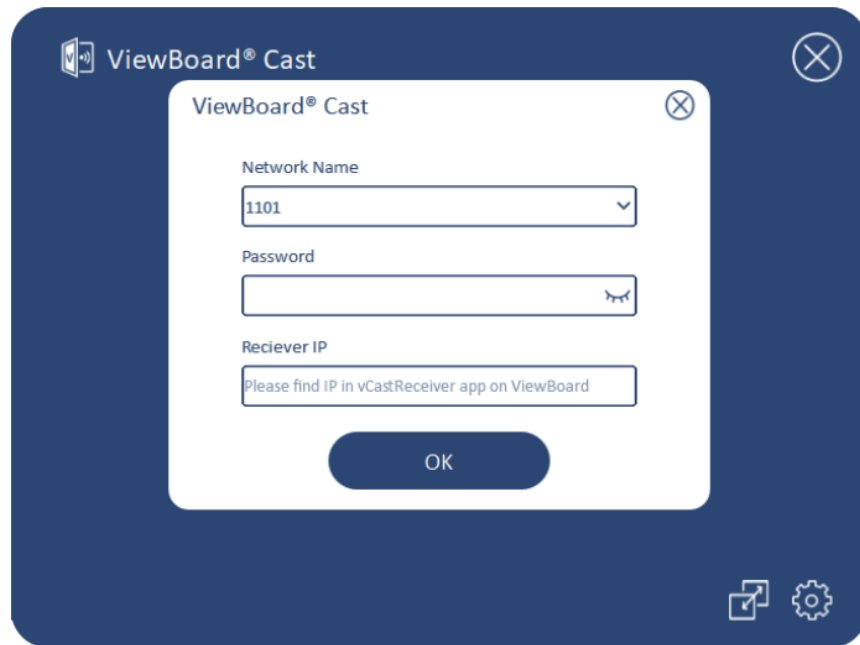 ViewBoard® Cast
ViewBoard® Cast
Network Name
1101
Password
Reciever IP
Please find IP in vCastReceiver app on ViewBoard
OK